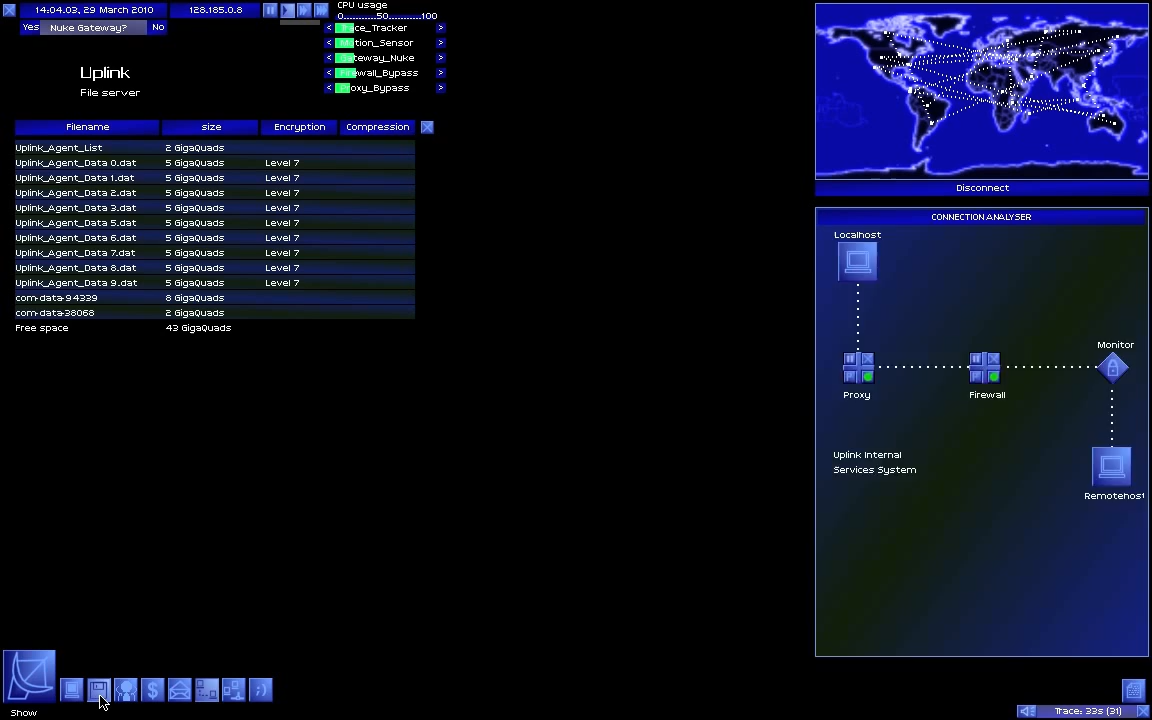 14:04.03, 29 March 2010
128.185.0.8
CPU usage
0............50...........100
Yes
Nuke Gateway?
No
< Trace_Tracker >
< Motion_Sensor >
< Gateway_Nuke >
< Firewall_Bypass >
< Proxy_Bypass >
Uplink
File server
Filename size Encryption Compression
Uplink_Agent_List 2 GigaQuads
Uplink_Agent_Data 0.dat 5 GigaQuads Level 7
Uplink_Agent_Data 1.dat 5 GigaQuads Level 7
Uplink_Agent_Data 2.dat 5 GigaQuads Level 7
Uplink_Agent_Data 3.dat 5 GigaQuads Level 7
Uplink_Agent_Data 5.dat 5 GigaQuads Level 7
Uplink_Agent_Data 6.dat 5 GigaQuads Level 7
Uplink_Agent_Data 7.dat 5 GigaQuads Level 7
Uplink_Agent_Data 8.dat 5 GigaQuads Level 7
Uplink_Agent_Data 9.dat 5 GigaQuads Level 7
com-data-94339 8 GigaQuads
com-data-38068 2 GigaQuads
Free space 43 GigaQuads
Disconnect
CONNECTION ANALYSER
Localhost
Monitor
Proxy
Firewall
Uplink Internal
Services System
Remotehost
$
;)
Show
Trace: 33s (31)